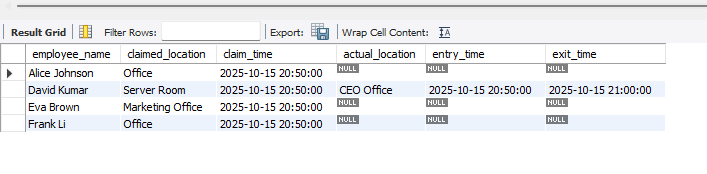 Result Grid Filter Rows: Export: Wrap Cell Content:
employee_name claimed_location claim_time actual_location entry_time exit_time
Alice Johnson Office 2025-10-15 20:50:00 NULL NULL NULL
David Kumar Server Room 2025-10-15 20:50:00 CEO Office 2025-10-15 20:50:00 2025-10-15 21:00:00
Eva Brown Marketing Office 2025-10-15 20:50:00 NULL NULL NULL
Frank Li Office 2025-10-15 20:50:00 NULL NULL NULL